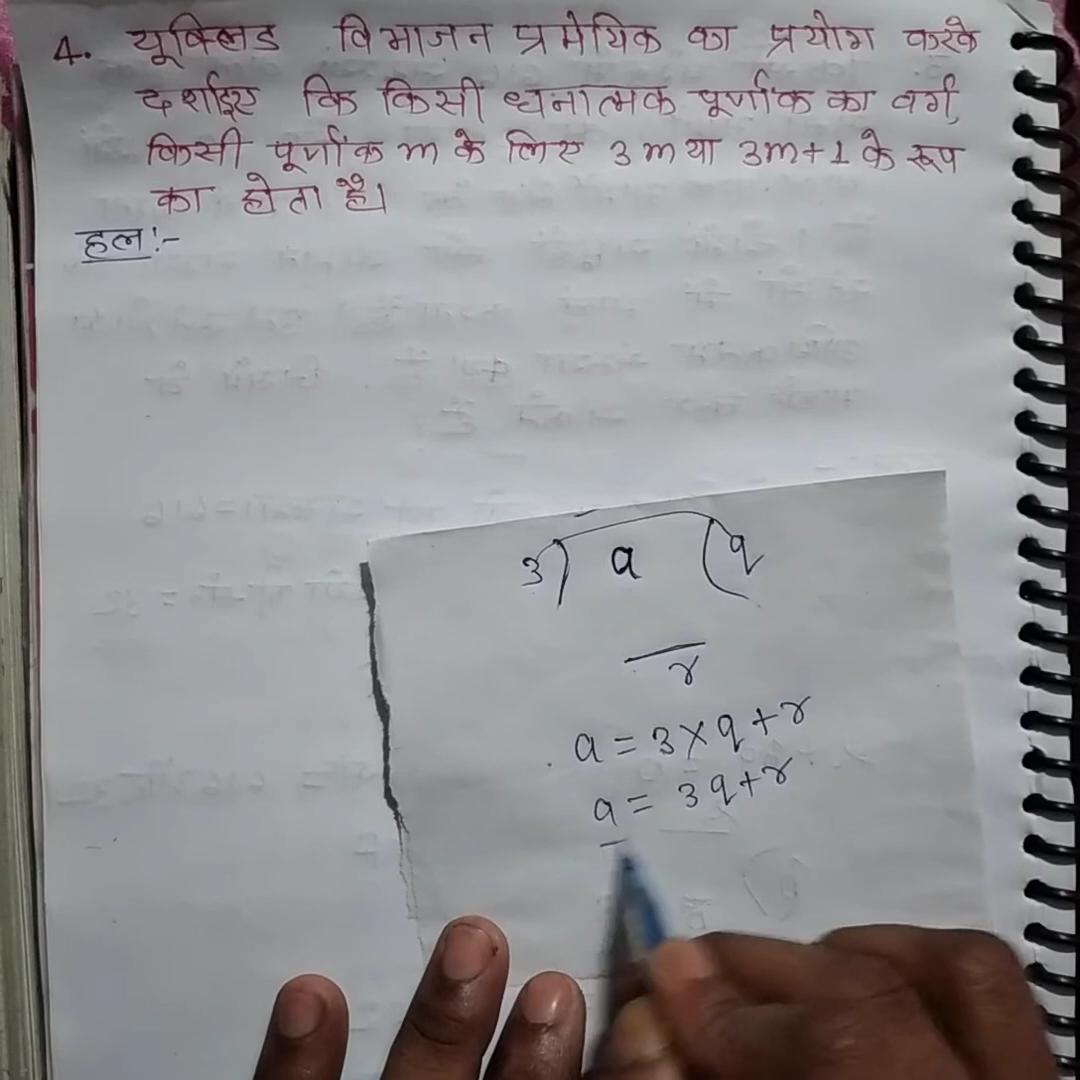 4. यूक्लिड विभाजन प्रमेयिक का प्रयोग करके
दर्शाइए कि किसी धनात्मक पूर्णांक का वर्ग,
किसी पूर्णांक m के लिए 3m या 3m+1 के रूप
का होता है।
हल:-
3) a (q
r
a = 3×q+r
a = 3q+r